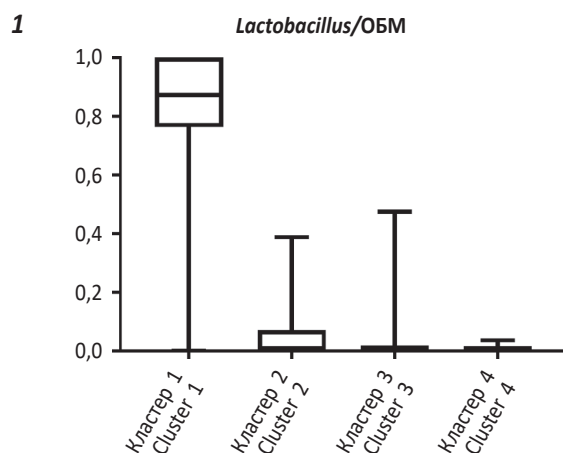 1
Lactobacillus/ОБМ
1,0
0,8
0,6
0,4
0,2
0,0
Кластер 1
Cluster 1
Кластер 2
Cluster 2
Кластер 3
Cluster 3
Кластер 4
Cluster 4